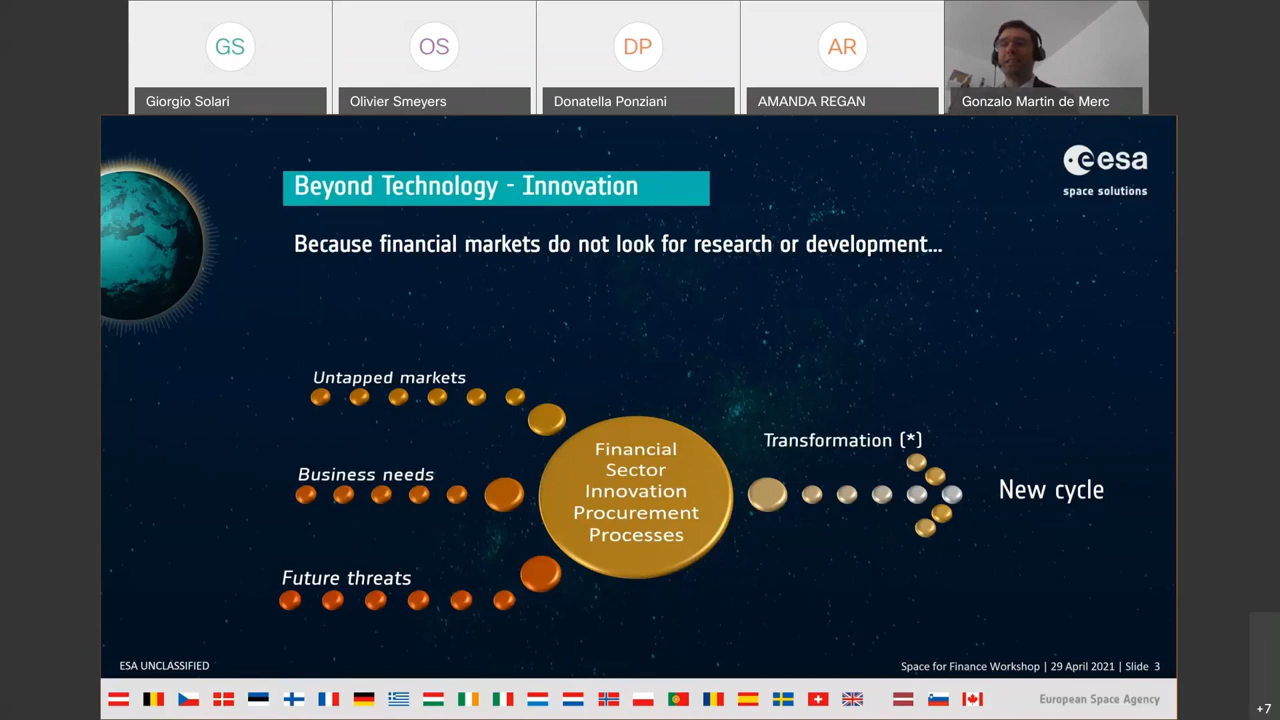 GS
OS
DP
AR
Giorgio Solari
Olivier Smeyers
Donatella Ponziani
AMANDA REGAN
Gonzalo Martin de Merc
esa
space solutions
Beyond Technology - Innovation
Because financial markets do not look for research or development...
Untapped markets
Business needs
Future threats
Financial
Sector
Innovation
Procurement
Processes
Transformation (*)
New cycle
ESA UNCLASSIFIED
Space for Finance Workshop | 29 April 2021 | Slide 3
European Space Agency
+7